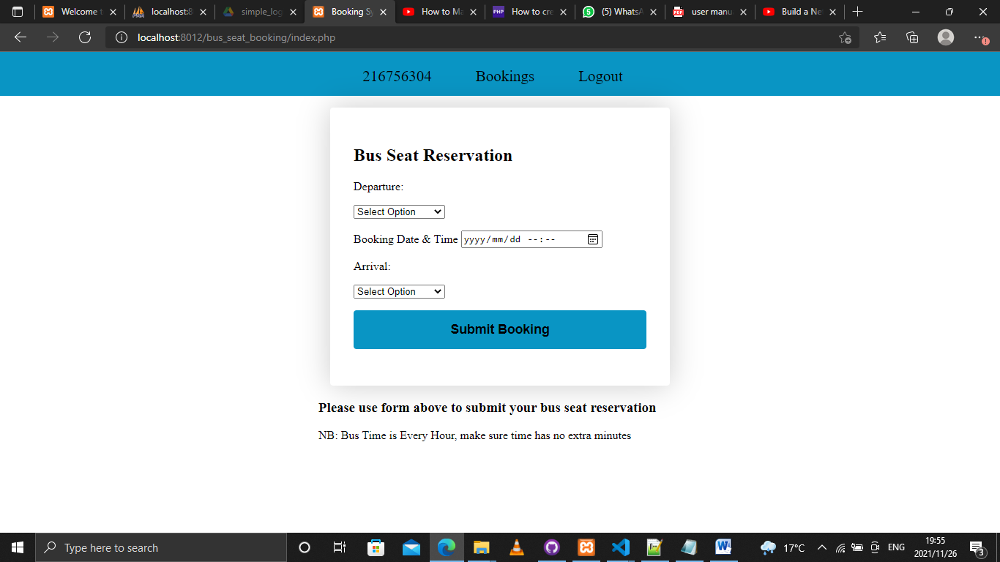 Welcome t
localhost:8
simple_log
Booking Sy
How to Ma
How to cre
(5) WhatsA
user manu
Build a Ne
localhost:8012/bus_seat_booking/index.php
216756304 Bookings Logout
Bus Seat Reservation
Departure:
Select Option
Booking Date & Time yyyy/mm/dd --:--
Arrival:
Select Option
Submit Booking
Please use form above to submit your bus seat reservation
NB: Bus Time is Every Hour, make sure time has no extra minutes
Type here to search
17°C
ENG
19:55
2021/11/26
3